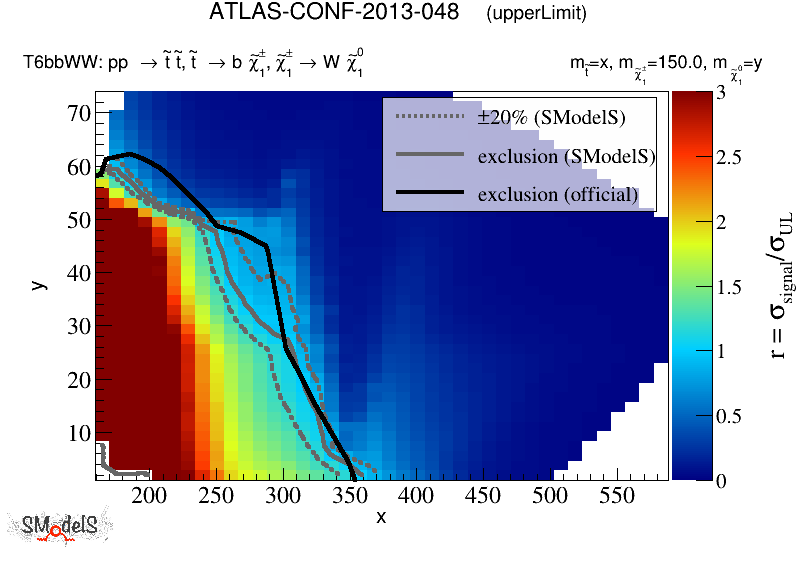 ATLAS-CONF-2013-048 (upperLimit)
T6bbWW: pp → t̃ t̃, t̃ → b χ̃₁±, χ̃₁± → W χ̃₁⁰
m_t̃=x, m_χ̃₁±=150.0, m_χ̃₁⁰=y
±20% (SModelS)
exclusion (SModelS)
exclusion (official)
70
60
50
40
30
20
10
y
200 250 300 350 400 450 500 550
x
3
2.5
2
1.5
1
0.5
0
r = σ_signal/σ_UL
SModelS